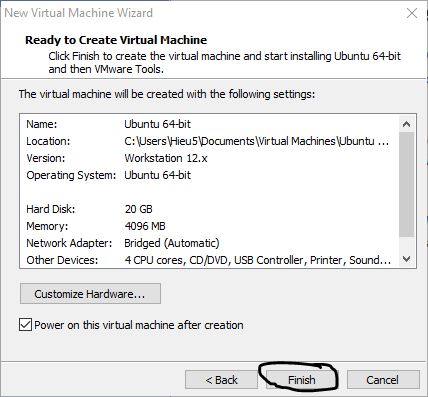 New Virtual Machine Wizard
Ready to Create Virtual Machine
Click Finish to create the virtual machine and start installing Ubuntu 64-bit
and then VMware Tools.
The virtual machine will be created with the following settings:
Name: Ubuntu 64-bit
Location: C:\Users\Hieu5\Documents\Virtual Machines\Ubuntu ...
Version: Workstation 12.x
Operating System: Ubuntu 64-bit
Hard Disk: 20 GB
Memory: 4096 MB
Network Adapter: Bridged (Automatic)
Other Devices: 4 CPU cores, CD/DVD, USB Controller, Printer, Sound...
Customize Hardware...
Power on this virtual machine after creation
< Back Finish Cancel